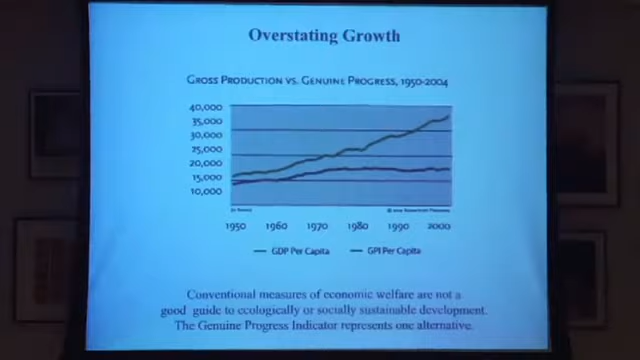 Overstating Growth
GROSS PRODUCTION VS. GENUINE PROGRESS, 1950-2004
40,000
35,000
30,000
25,000
20,000
15,000
10,000
1950 1960 1970 1980 1990 2000
GDP Per Capita GPI Per Capita
Conventional measures of economic welfare are not a
good guide to ecologically or socially sustainable development.
The Genuine Progress Indicator represents one alternative.